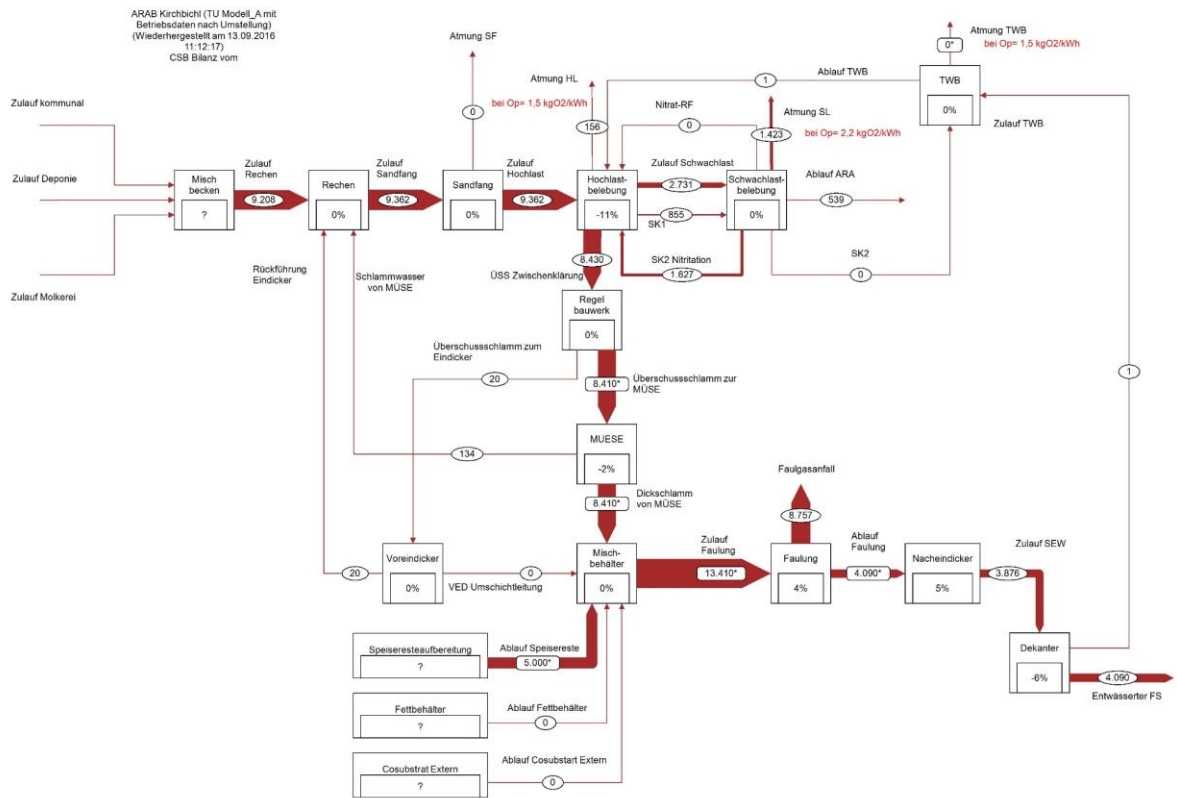 ARAB Kirchbichl (TU Modell_A mit
Betriebsdaten nach Umstellung)
(Wiederhergestellt am 13.09.2016
11:12:17)
CSB Bilanz vom
Atmung SF
0
Atmung HL
bei Op= 1,5 kgO2/kWh
156
Atmung TWB
0*
bei Op= 1,5 kgO2/kWh
Ablauf TWB
1
TWB
0%
Zulauf TWB
Nitrat-RF
0
Atmung SL
1.423
bei Op= 2,2 kgO2/kWh
Zulauf kommunal
Zulauf Deponie
Zulauf Molkerei
Misch
becken
?
Zulauf
Rechen
9.208
Rechen
0%
Zulauf
Sandfang
9.362
Sandfang
0%
Zulauf
Hochlast
9.362
Hochlast-
belebung
-11%
Zulauf Schwachlast
2.731
855
SK1
SK2 Nitritation
1.627
Schwachlast-
belebung
0%
Ablauf ARA
539
SK2
0
8.430
ÜSS Zwischenklärung
Rückführung
Eindicker
Schlammwasser
von MÜSE
Regel
bauwerk
0%
Überschussschlamm zum
Eindicker
20
8.410*
Überschussschlamm zur
MÜSE
1
MUESE
-2%
134
8.410*
Dickschlamm
von MÜSE
Faulgasanfall
8.757
20
Voreindicker
0%
0
VED Umschichtleitung
Misch-
behälter
0%
Zulauf
Faulung
13.410*
Faulung
4%
Ablauf
Faulung
4.090*
Nacheindicker
5%
Zulauf SEW
3.876
Speiseresteaufbereitung
?
Ablauf Speisereste
5.000*
Dekanter
-6%
4.090
Entwässerter FS
Fettbehälter
?
Ablauf Fettbehälter
0
Cosubstrat Extern
?
Ablauf Cosubstart Extern
0